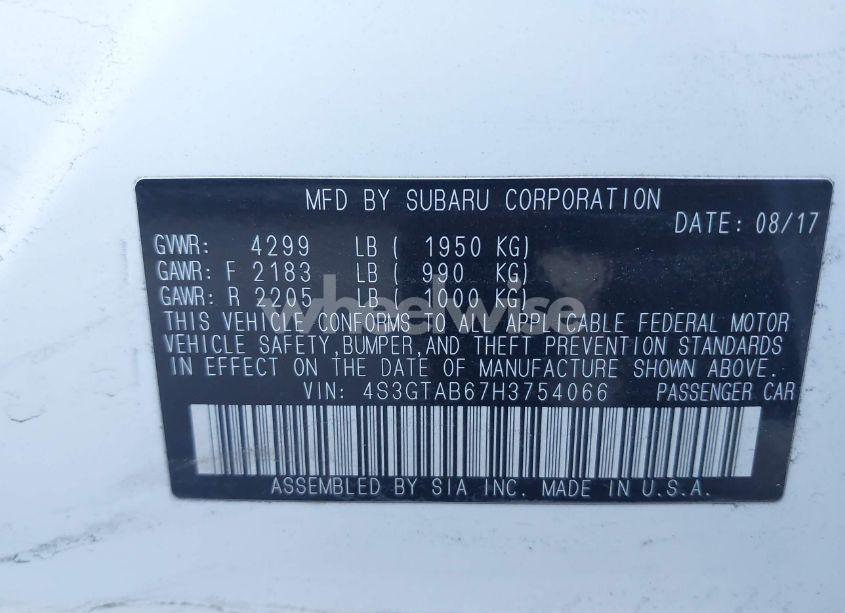 MFD BY SUBARU CORPORATION
DATE: 08/17
GVWR: 4299 LB ( 1950 KG)
GAWR: F 2183 LB ( 990 KG)
GAWR: R 2205 LB ( 1000 KG)
wheelwise
THIS VEHICLE CONFORMS TO ALL APPLICABLE FEDERAL MOTOR
VEHICLE SAFETY,BUMPER,AND THEFT PREVENTION STANDARDS
IN EFFECT ON THE DATE OF MANUFACTURE SHOWN ABOVE.
VIN: 4S3GTAB67H3754066 PASSENGER CAR
ASSEMBLED BY SIA INC. MADE IN U.S.A.